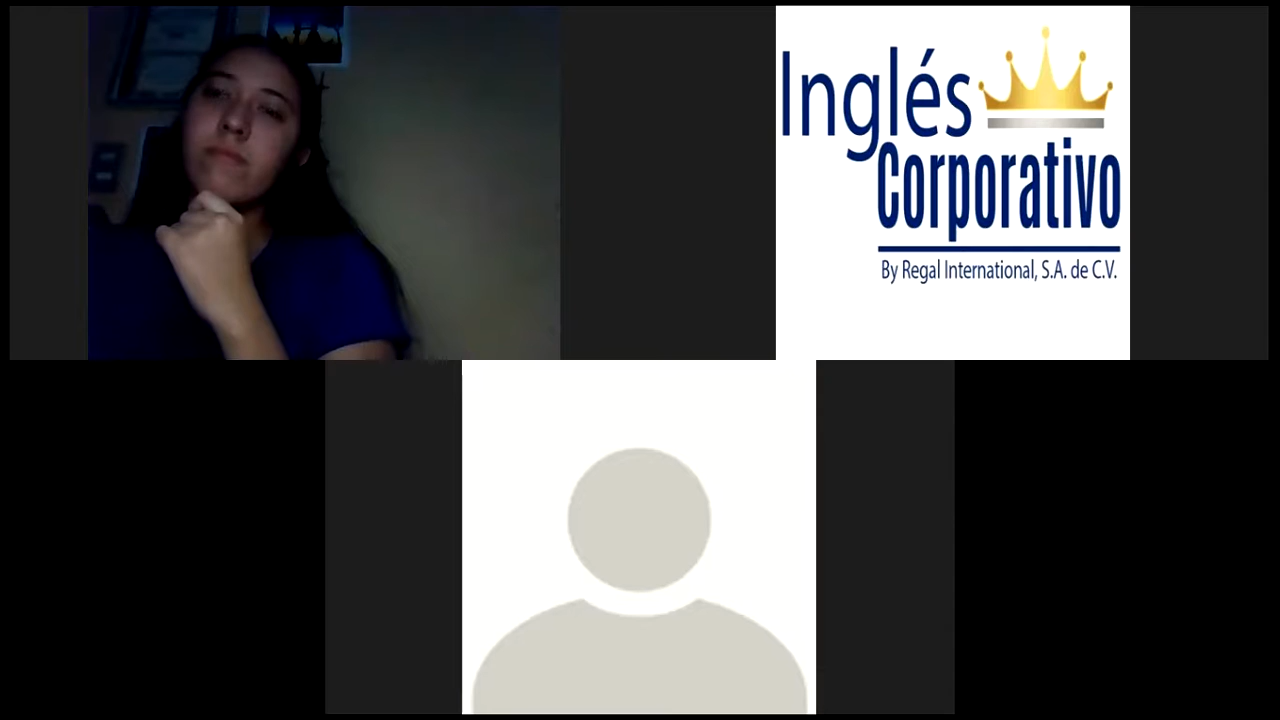 Inglés
Corporativo
By Regal International, S.A. de C.V.